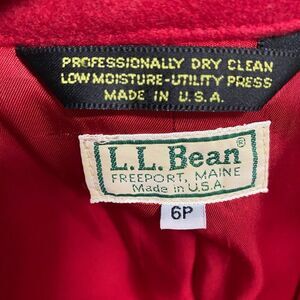 PROFESSIONALLY DRY CLEAN
LOW MOISTURE-UTILITY PRESS
MADE IN U.S.A.
L.L. Bean®
FREEPORT, MAINE
Made in U.S.A.
6P